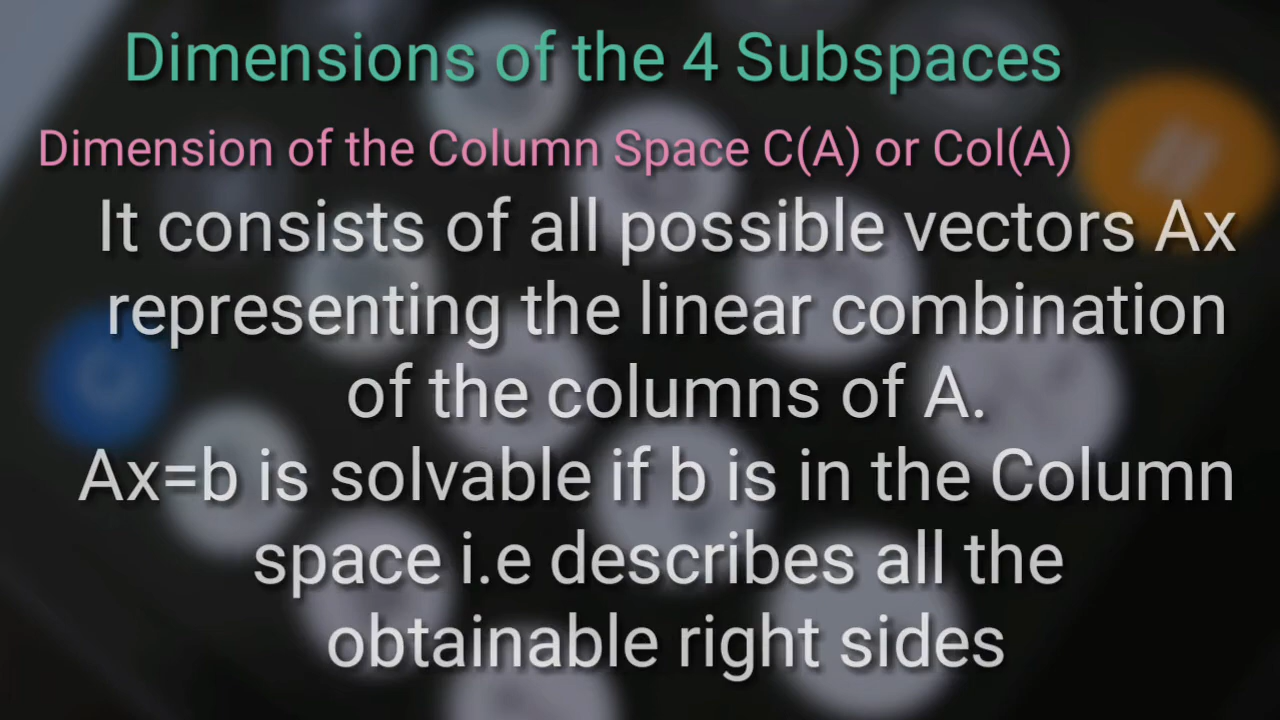 Dimensions of the 4 Subspaces
Dimension of the Column Space C(A) or Col(A)
It consists of all possible vectors Ax
representing the linear combination
of the columns of A.
Ax=b is solvable if b is in the Column
space i.e describes all the
obtainable right sides